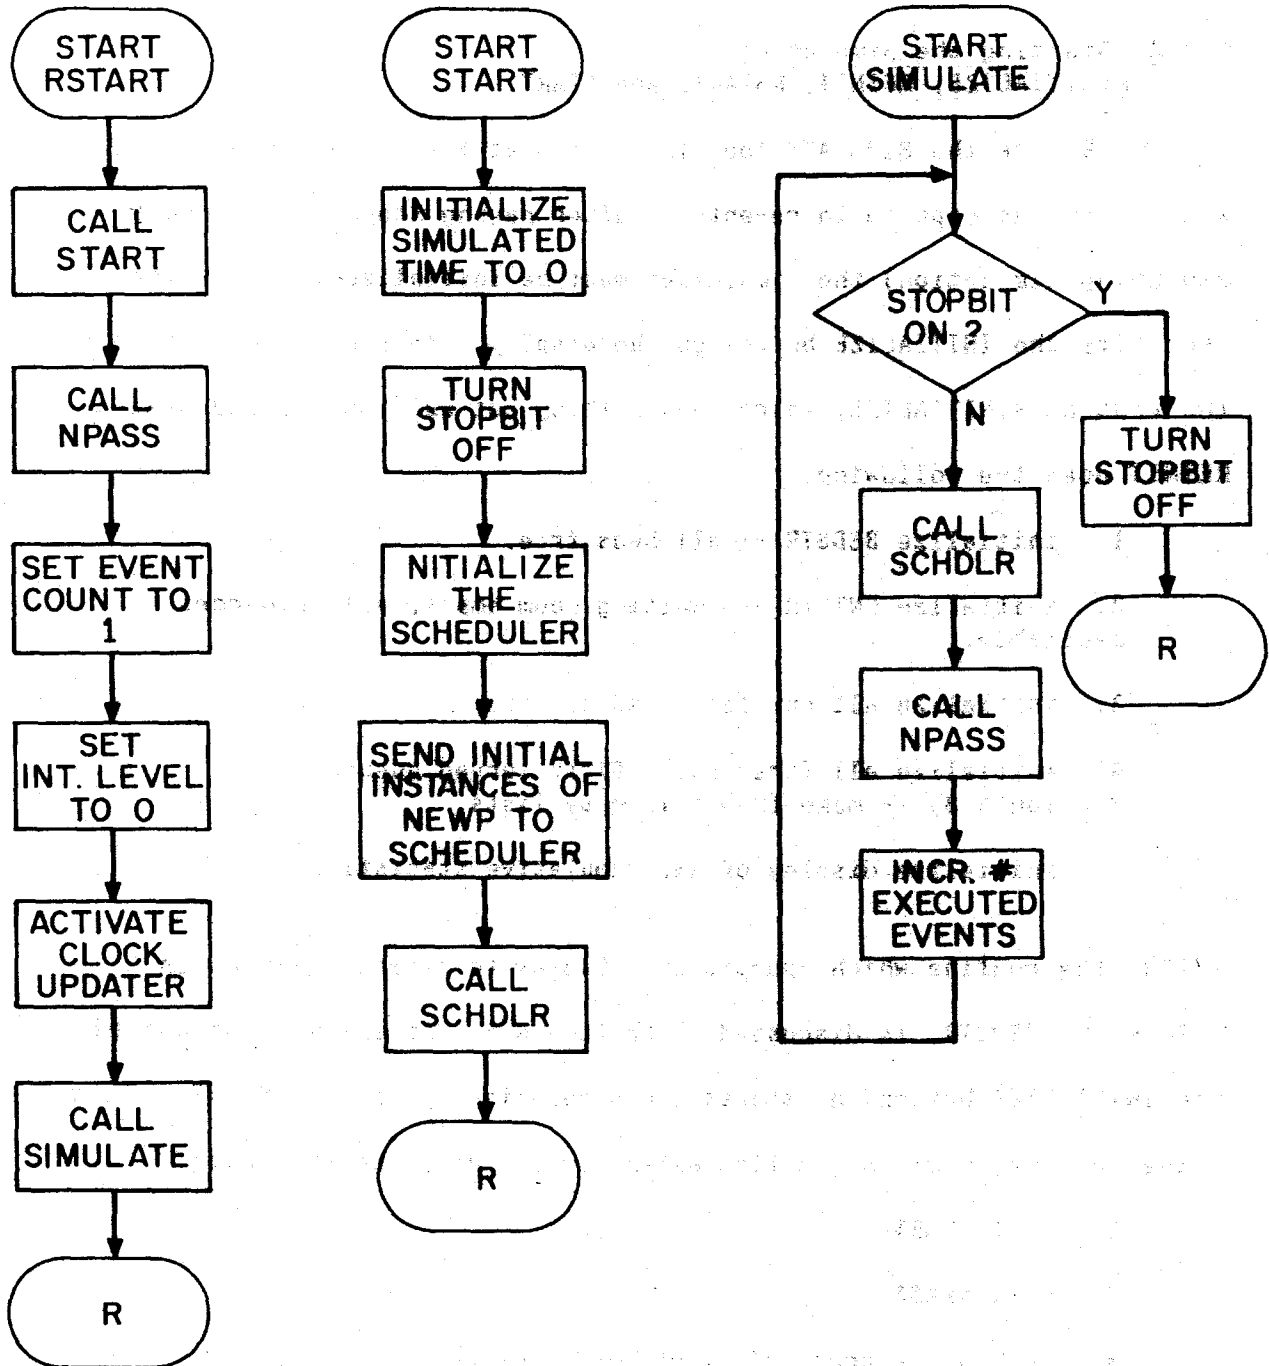 START
RSTART
CALL
START
CALL
NPASS
SET EVENT
COUNT TO
1
SET
INT. LEVEL
TO 0
ACTIVATE
CLOCK
UPDATER
CALL
SIMULATE
R
START
START
INITIALIZE
SIMULATED
TIME TO 0
TURN
STOPBIT
OFF
NITIALIZE
THE
SCHEDULER
SEND INITIAL
INSTANCES OF
NEWP TO
SCHEDULER
CALL
SCHDLR
R
START
SIMULATE
STOPBIT
ON ?
Y
N
CALL
SCHDLR
CALL
NPASS
INCR. #
EXECUTED
EVENTS
TURN
STOPBIT
OFF
R